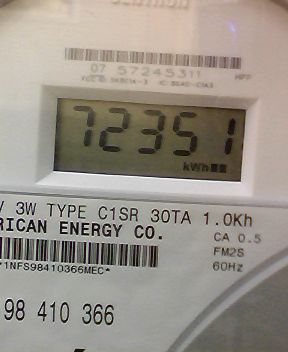 07 57245311
72351
kWh
V 3W TYPE C1SR 30TA 1.0Kh
RICAN ENERGY CO.
CA 0.5
FM2S
60Hz
*1NFS98410366MEC*
98 410 366